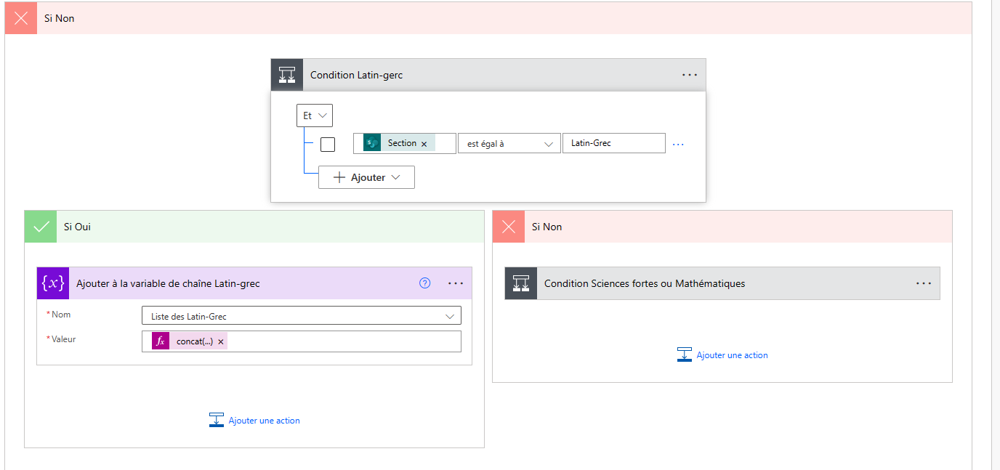 Si Non
Condition Latin-gerc
Et
Section
est égal à
Latin-Grec
Ajouter
Si Oui
Si Non
Ajouter à la variable de chaîne Latin-grec
Condition Sciences fortes ou Mathématiques
* Nom
Liste des Latin-Grec
* Valeur
fx concat(...)
Ajouter une action
Ajouter une action